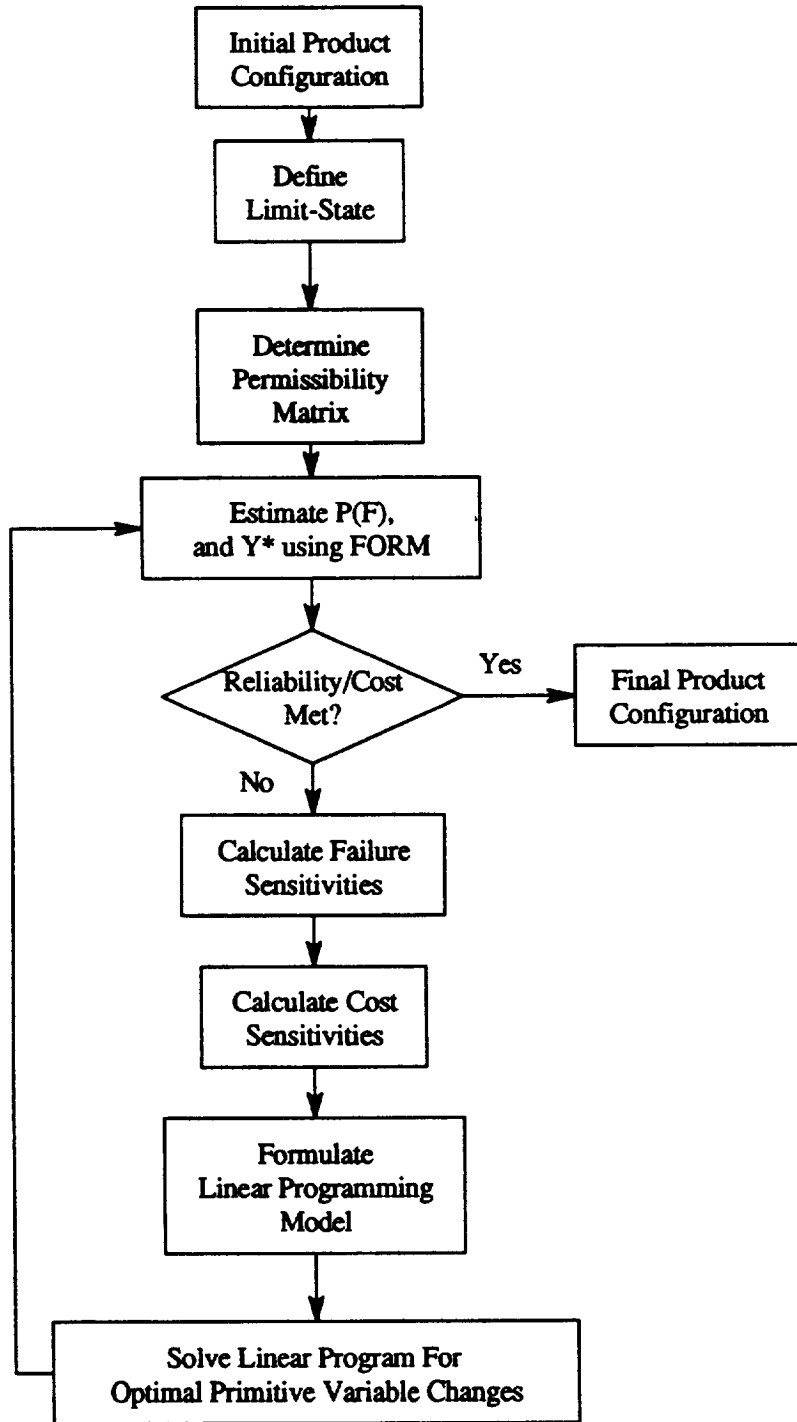 Initial Product
Configuration
Define
Limit-State
Determine
Permissibility
Matrix
Estimate P(F),
and Y* using FORM
Reliability/Cost
Met?
Yes
Final Product
Configuration
No
Calculate Failure
Sensitivities
Calculate Cost
Sensitivities
Formulate
Linear Programming
Model
Solve Linear Program For
Optimal Primitive Variable Changes